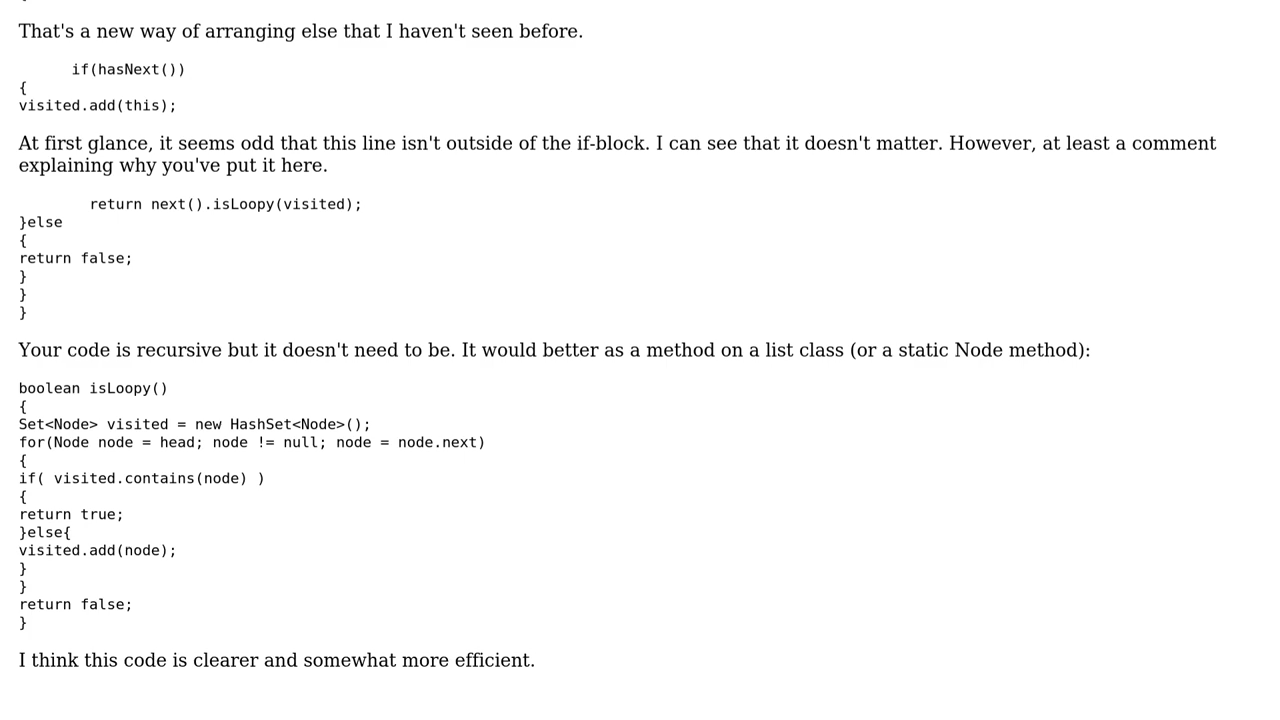 That's a new way of arranging else that I haven't seen before.
if(hasNext())
{
visited.add(this);
At first glance, it seems odd that this line isn't outside of the if-block. I can see that it doesn't matter. However, at least a comment
explaining why you've put it here.
return next().isLoopy(visited);
}else
{
return false;
}
}
}
Your code is recursive but it doesn't need to be. It would better as a method on a list class (or a static Node method):
boolean isLoopy()
{
Set<Node> visited = new HashSet<Node>();
for(Node node = head; node != null; node = node.next)
{
if( visited.contains(node) )
{
return true;
}else{
visited.add(node);
}
}
return false;
}
I think this code is clearer and somewhat more efficient.